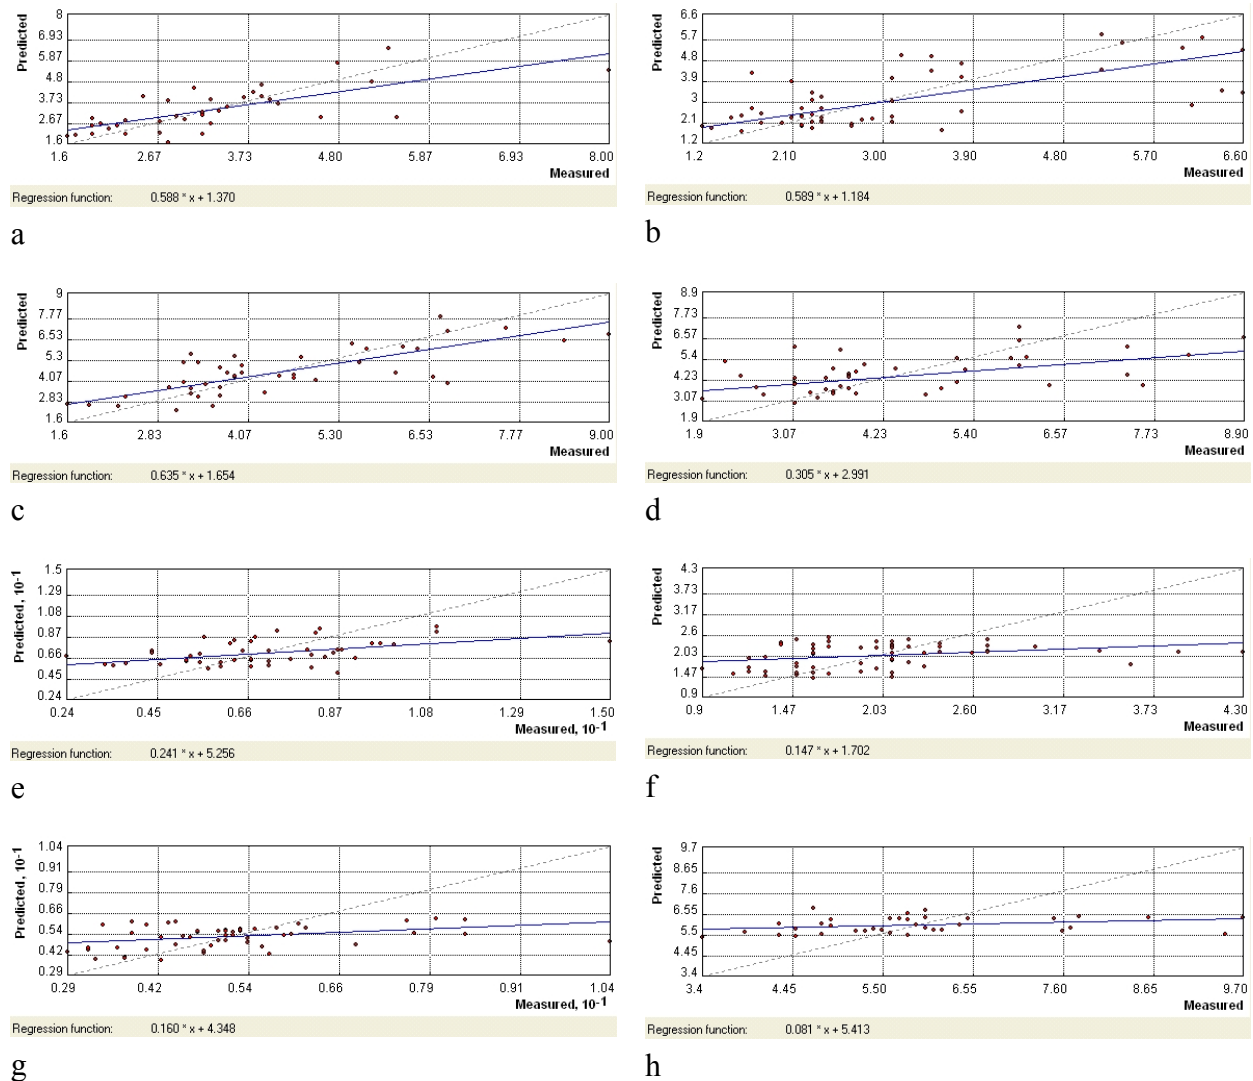 Predicted
8
6.93
5.87
4.8
3.73
2.67
1.6
1.6 2.67 3.73 4.80 5.87 6.93 8.00
Measured
Regression function: 0.588 * x + 1.370
a
Predicted
6.6
5.7
4.8
3.9
3
2.1
1.2
1.2 2.10 3.00 3.90 4.80 5.70 6.60
Measured
Regression function: 0.589 * x + 1.184
b
Predicted
9
7.77
6.53
5.3
4.07
2.83
1.6
1.6 2.83 4.07 5.30 6.53 7.77 9.00
Measured
Regression function: 0.635 * x + 1.654
c
Predicted
8.9
7.73
6.57
5.4
4.23
3.07
1.9
1.9 3.07 4.23 5.40 6.57 7.73 8.90
Measured
Regression function: 0.305 * x + 2.991
d
Predicted, 10-1
1.5
1.29
1.08
0.87
0.66
0.45
0.24
0.24 0.45 0.66 0.87 1.08 1.29 1.50
Measured, 10-1
Regression function: 0.241 * x + 5.256
e
Predicted
4.3
3.73
3.17
2.6
2.03
1.47
0.9
0.9 1.47 2.03 2.60 3.17 3.73 4.30
Measured
Regression function: 0.147 * x + 1.702
f
Predicted, 10-1
1.04
0.91
0.79
0.66
0.54
0.42
0.29
0.29 0.42 0.54 0.66 0.79 0.91 1.04
Measured, 10-1
Regression function: 0.160 * x + 4.348
g
Predicted
9.7
8.65
7.6
6.55
5.5
4.45
3.4
3.4 4.45 5.50 6.55 7.60 8.65 9.70
Measured
Regression function: 0.081 * x + 5.413
h